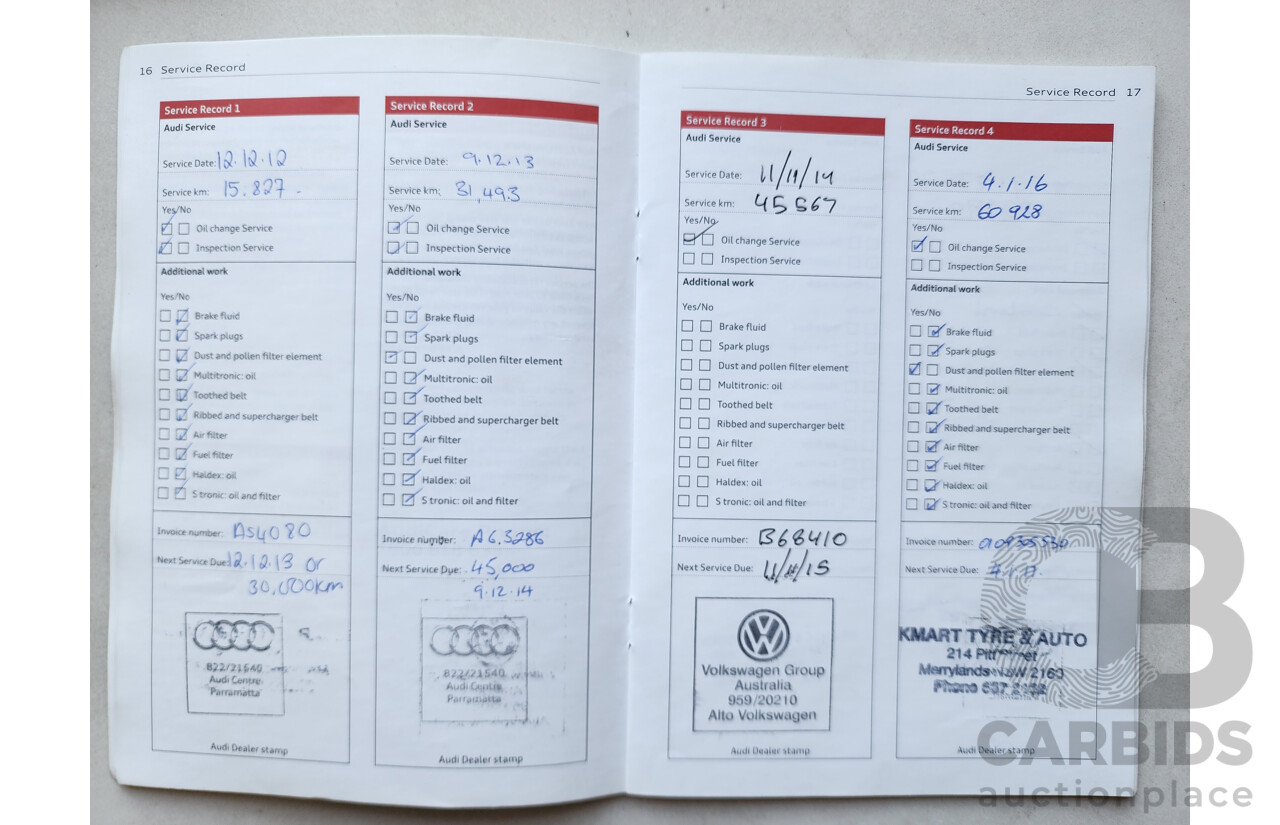 16 Service Record
Service Record 1
Audi Service
Service Date: 12.12.12
Service km: 15.827 -
Yes/No
Oil change Service
Inspection Service
Additional work
Yes/No
Brake fluid
Spark plugs
Dust and pollen filter element
Multitronic: oil
Toothed belt
Ribbed and supercharger belt
Air filter
Fuel filter
Haldex: oil
S tronic: oil and filter
Invoice number: A54080
Next Service Due: 12.12.13 or
30,000km
822/21540
Audi Centre
Parramatta
Audi Dealer stamp
Service Record 2
Audi Service
Service Date: 9.12.13
Service km: 31,493
Yes/No
Oil change Service
Inspection Service
Additional work
Yes/No
Brake fluid
Spark plugs
Dust and pollen filter element
Multitronic: oil
Toothed belt
Ribbed and supercharger belt
Air filter
Fuel filter
Haldex: oil
S tronic: oil and filter
Invoice number: A63286
Next Service Due: 45,000
9.12.14
822/21540
Audi Centre
Parramatta
Audi Dealer stamp
Service Record 17
Service Record 3
Audi Service
Service Date: 11/11/14
Service km: 45567
Yes/No
Oil change Service
Inspection Service
Additional work
Yes/No
Brake fluid
Spark plugs
Dust and pollen filter element
Multitronic: oil
Toothed belt
Ribbed and supercharger belt
Air filter
Fuel filter
Haldex: oil
S tronic: oil and filter
Invoice number: B68410
Next Service Due: 11/11/15
Volkswagen Group
Australia
959/20210
Alto Volkswagen
Audi Dealer stamp
Service Record 4
Audi Service
Service Date: 4.1.16
Service km: 60 928
Yes/No
Oil change Service
Inspection Service
Additional work
Yes/No
Brake fluid
Spark plugs
Dust and pollen filter element
Multitronic: oil
Toothed belt
Ribbed and supercharger belt
Air filter
Fuel filter
Haldex: oil
S tronic: oil and filter
Invoice number:
Next Service Due: 4.1.17.
KMART TYRE & AUTO
214 Pitt Street
Merrylands NSW 2160
Phone
Audi Dealer stamp
CARBIDS
auctionplace